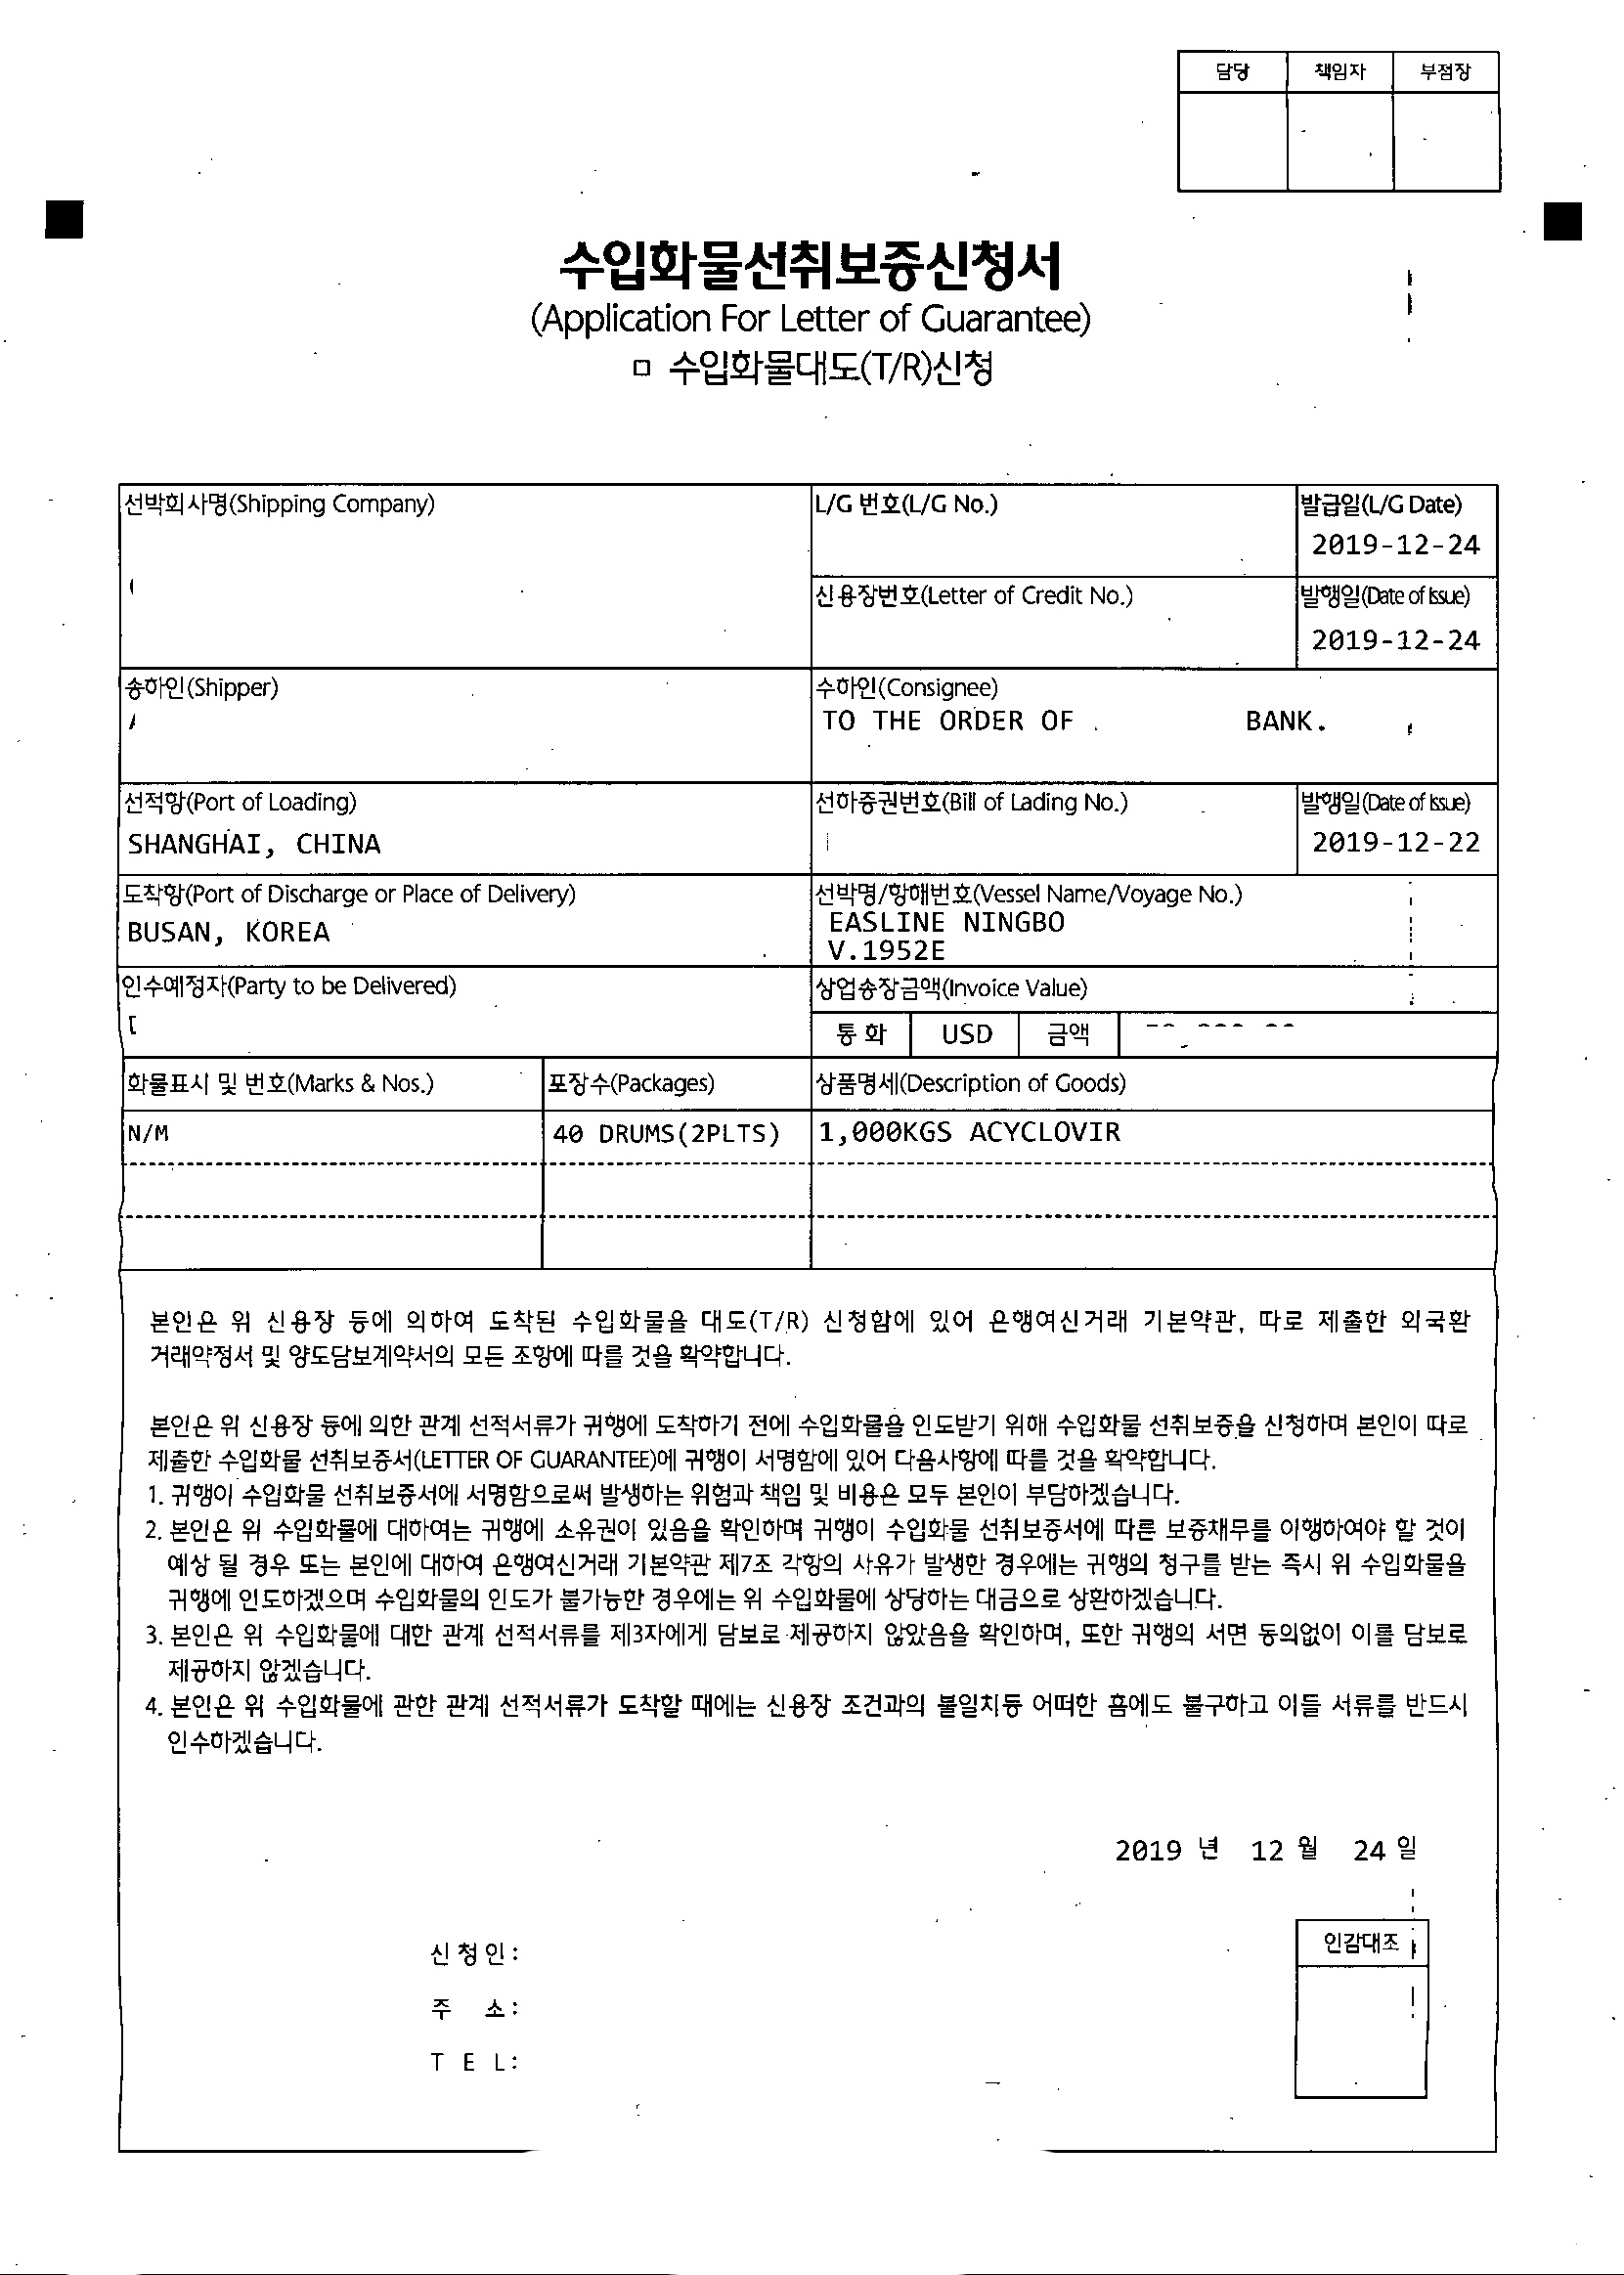 담당 책임자 부점장
수입화물선취보증신청서
(Application For Letter of Guarantee)
□ 수입화물대도(T/R)신청
선박회사명(Shipping Company)
L/G 번호(L/G No.)
발급일(L/G Date)
2019-12-24
신용장번호(Letter of Credit No.)
발행일(Date of Issue)
2019-12-24
송하인(Shipper)
수하인(Consignee)
TO THE ORDER OF BANK.
선적항(Port of Loading)
SHANGHAI, CHINA
선하증권번호(Bill of Lading No.)
발행일(Date of Issue)
2019-12-22
도착항(Port of Discharge or Place of Delivery)
BUSAN, KOREA
선박명/항해번호(Vessel Name/Voyage No.)
EASLINE NINGBO
V.1952E
인수예정자(Party to be Delivered)
상업송장금액(Invoice Value)
통 화 USD 금액
화물표시 및 번호(Marks & Nos.) 포장수(Packages) 상품명세(Description of Goods)
N/M 40 DRUMS(2PLTS) 1,000KGS ACYCLOVIR
본인은 위 신용장 등에 의하여 도착된 수입화물을 대도(T/R) 신청함에 있어 은행여신거래 기본약관, 따로 제출한 외국환
거래약정서 및 양도담보계약서의 모든 조항에 따를 것을 확약합니다.
본인은 위 신용장 등에 의한 관계 선적서류가 귀행에 도착하기 전에 수입화물을 인도받기 위해 수입화물 선취보증을 신청하며 본인이 따로
제출한 수입화물 선취보증서(LETTER OF GUARANTEE)에 귀행이 서명함에 있어 다음사항에 따를 것을 확약합니다.
1. 귀행이 수입화물 선취보증서에 서명함으로써 발생하는 위험과 책임 및 비용은 모두 본인이 부담하겠습니다.
2. 본인은 위 수입화물에 대하여는 귀행에 소유권이 있음을 확인하며 귀행이 수입화물 선취보증서에 따른 보증채무를 이행하여야 할 것이
예상 될 경우 또는 본인에 대하여 은행여신거래 기본약관 제7조 각항의 사유가 발생한 경우에는 귀행의 청구를 받는 즉시 위 수입화물을
귀행에 인도하겠으며 수입화물의 인도가 불가능한 경우에는 위 수입화물에 상당하는 대금으로 상환하겠습니다.
3. 본인은 위 수입화물에 대한 관계 선적서류를 제3자에게 담보로 제공하지 않았음을 확인하며, 또한 귀행의 서면 동의없이 이를 담보로
제공하지 않겠습니다.
4. 본인은 위 수입화물에 관한 관계 선적서류가 도착할 때에는 신용장 조건과의 불일치등 어떠한 흠에도 불구하고 이들 서류를 반드시
인수하겠습니다.
2019 년 12 월 24 일
신 청 인 :
인감대조
주 소 :
T E L: